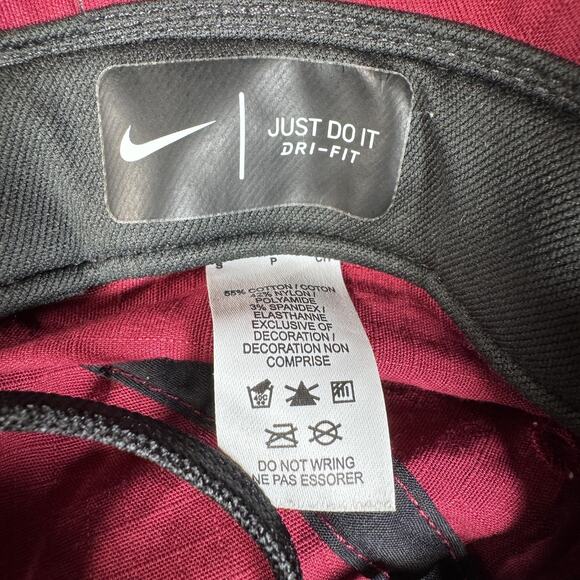 JUST DO IT
DRI-FIT
S P
55% COTTON / COTON
NYLON /
POLYAMIDE
3% SPANDEX /
ELASTHANNE
EXCLUSIVE OF
DECORATION /
DECORATION NON
COMPRISE
40C
DO NOT WRING
NE PAS ESSORER